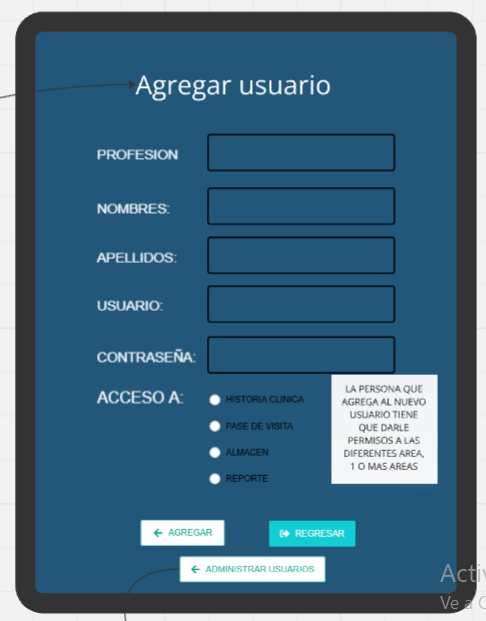 Agregar usuario
PROFESION
NOMBRES:
APELLIDOS:
USUARIO:
CONTRASEÑA:
ACCESO A:
HISTORIA CLINICA
PASE DE VISITA
ALMACEN
REPORTE
LA PERSONA QUE
AGREGA AL NUEVO
USUARIO TIENE
QUE DARLE
PERMISOS A LAS
DIFERENTES AREA,
1 O MAS AREAS
AGREGAR
REGRESAR
ADMINISTRAR USUARIOS
Ve a